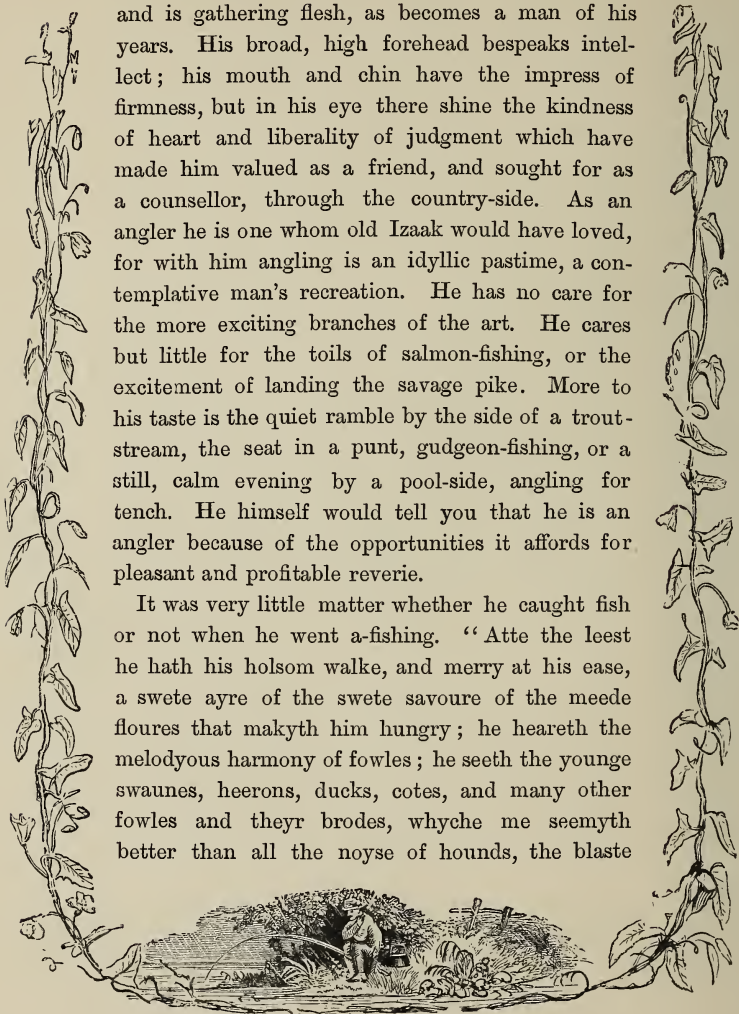 and is gathering flesh, as becomes a man of his
years. His broad, high forehead bespeaks intel-
lect; his mouth and chin have the impress of
firmness, but in his eye there shine the kindness
of heart and liberality of judgment which have
made him valued as a friend, and sought for as
a counsellor, through the country-side. As an
angler he is one whom old Izaak would have loved,
for with him angling is an idyllic pastime, a con-
templative man's recreation. He has no care for
the more exciting branches of the art. He cares
but little for the toils of salmon-fishing, or the
excitement of landing the savage pike. More to
his taste is the quiet ramble by the side of a trout-
stream, the seat in a punt, gudgeon-fishing, or a
still, calm evening by a pool-side, angling for
tench. He himself would tell you that he is an
angler because of the opportunities it affords for
pleasant and profitable reverie.
It was very little matter whether he caught fish
or not when he went a-fishing. "Atte the leest
he hath his holsom walke, and merry at his ease,
a swete ayre of the swete savoure of the meede
floures that makyth him hungry; he heareth the
melodyous harmony of fowles; he seeth the younge
swaunes, heerons, ducks, cotes, and many other
fowles and theyr brodes, whyche me seemyth
better than all the noyse of hounds, the blaste